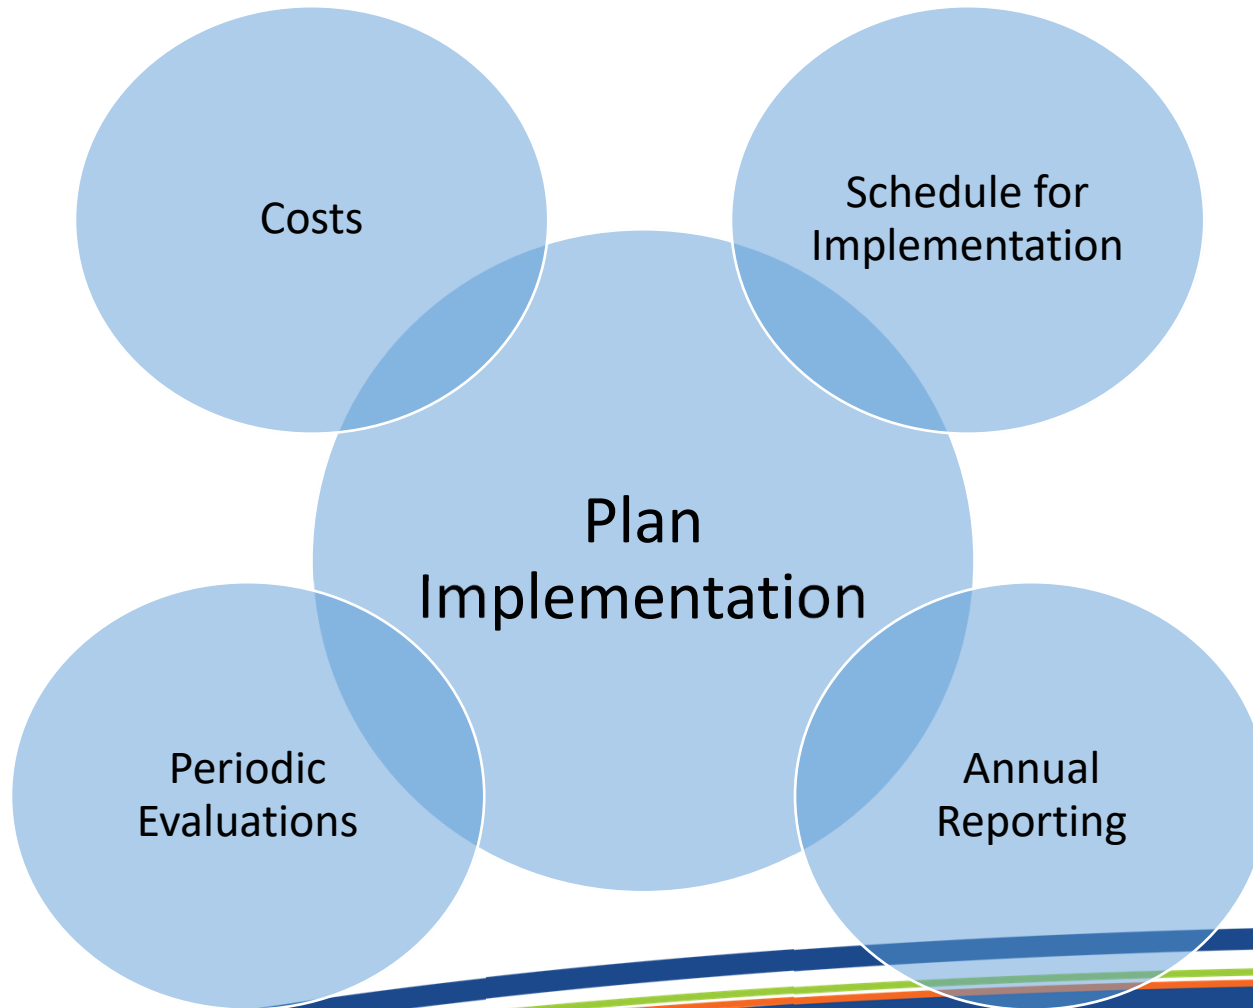 Costs
Schedule for
Implementation
Plan
Implementation
Periodic
Evaluations
Annual
Reporting